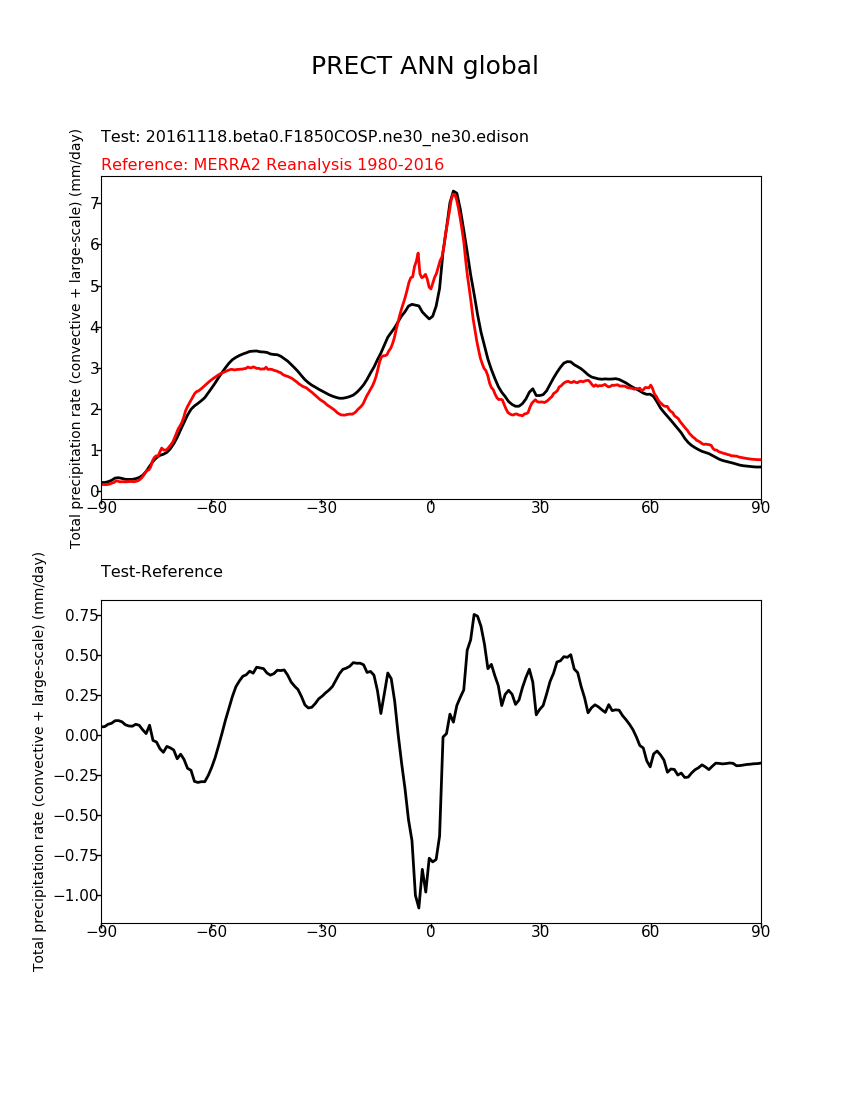 PRECT ANN global
Test: 20161118.beta0.F1850COSP.ne30_ne30.edison
Reference: MERRA2 Reanalysis 1980-2016
Total precipitation rate (convective + large-scale) (mm/day)
7
6
5
4
3
2
1
0
−90 −60 −30 0 30 60 90
Test-Reference
Total precipitation rate (convective + large-scale) (mm/day)
0.75
0.50
0.25
0.00
−0.25
−0.50
−0.75
−1.00
−90 −60 −30 0 30 60 90